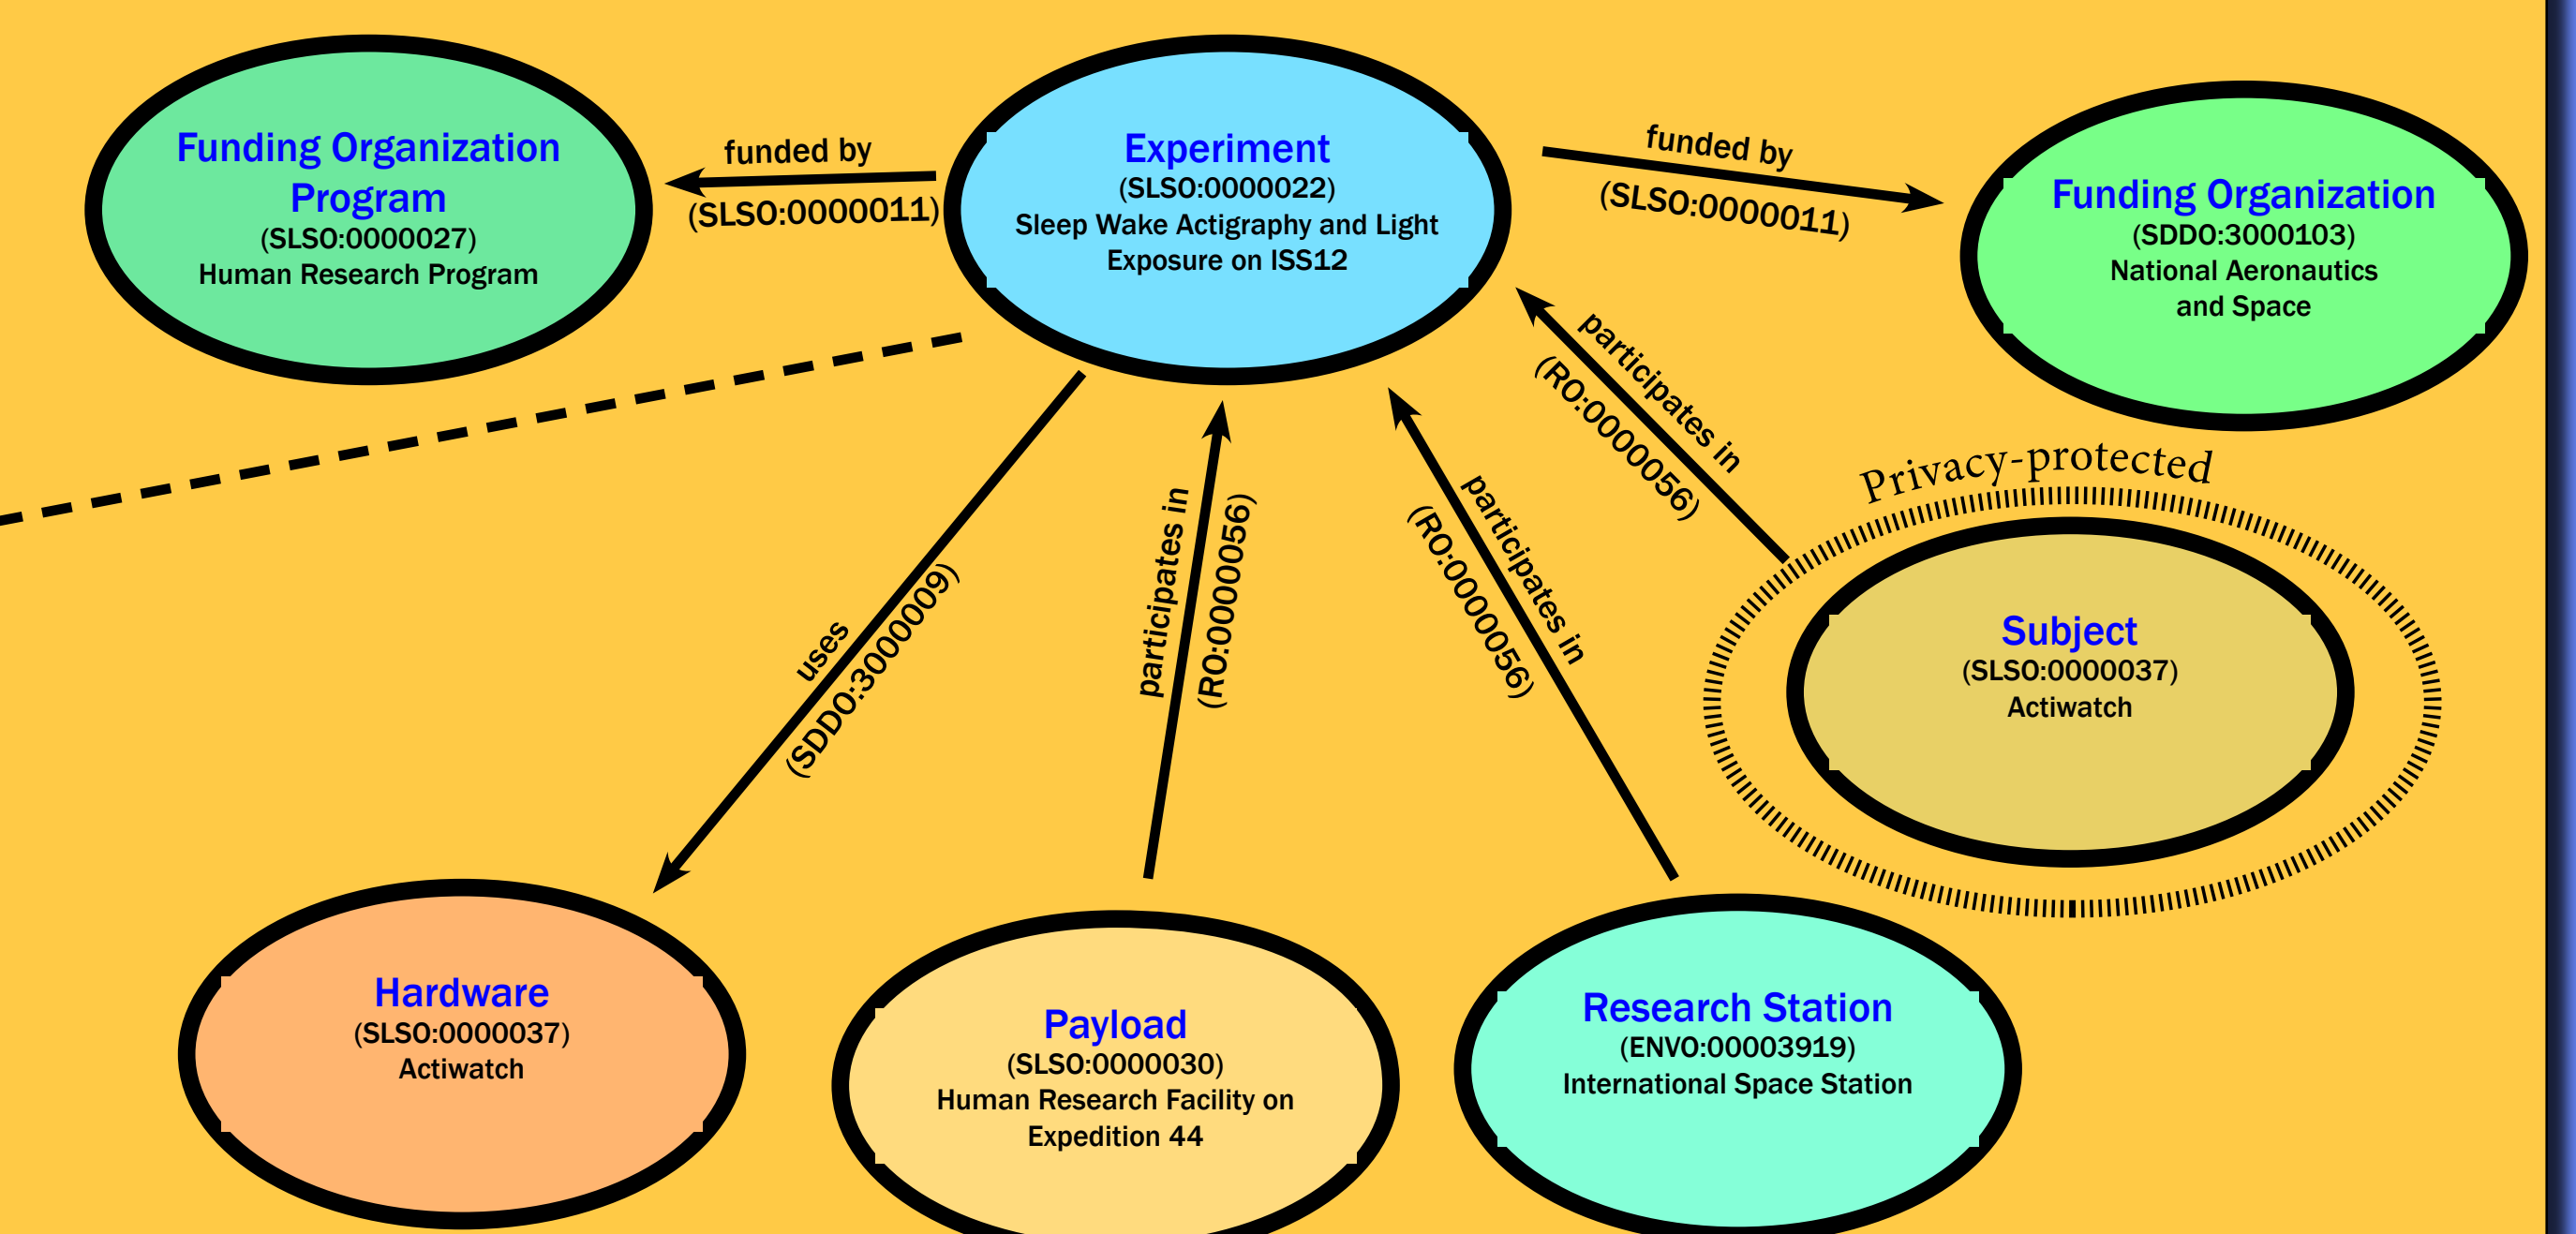 Funding Organization
Program
(SLSO:0000027)
Human Research Program
funded by
(SLSO:0000011)
Experiment
(SLSO:0000022)
Sleep Wake Actigraphy and Light
Exposure on ISS12
funded by
(SLSO:0000011)
Funding Organization
(SDDO:3000103)
National Aeronautics
and Space
uses
(SDDO:3000009)
participates in
(RO:0000056)
participates in
(RO:0000056)
participates in
(RO:0000056)
Privacy-protected
Subject
(SLSO:0000037)
Actiwatch
Hardware
(SLSO:0000037)
Actiwatch
Payload
(SLSO:0000030)
Human Research Facility on
Expedition 44
Research Station
(ENVO:00003919)
International Space Station